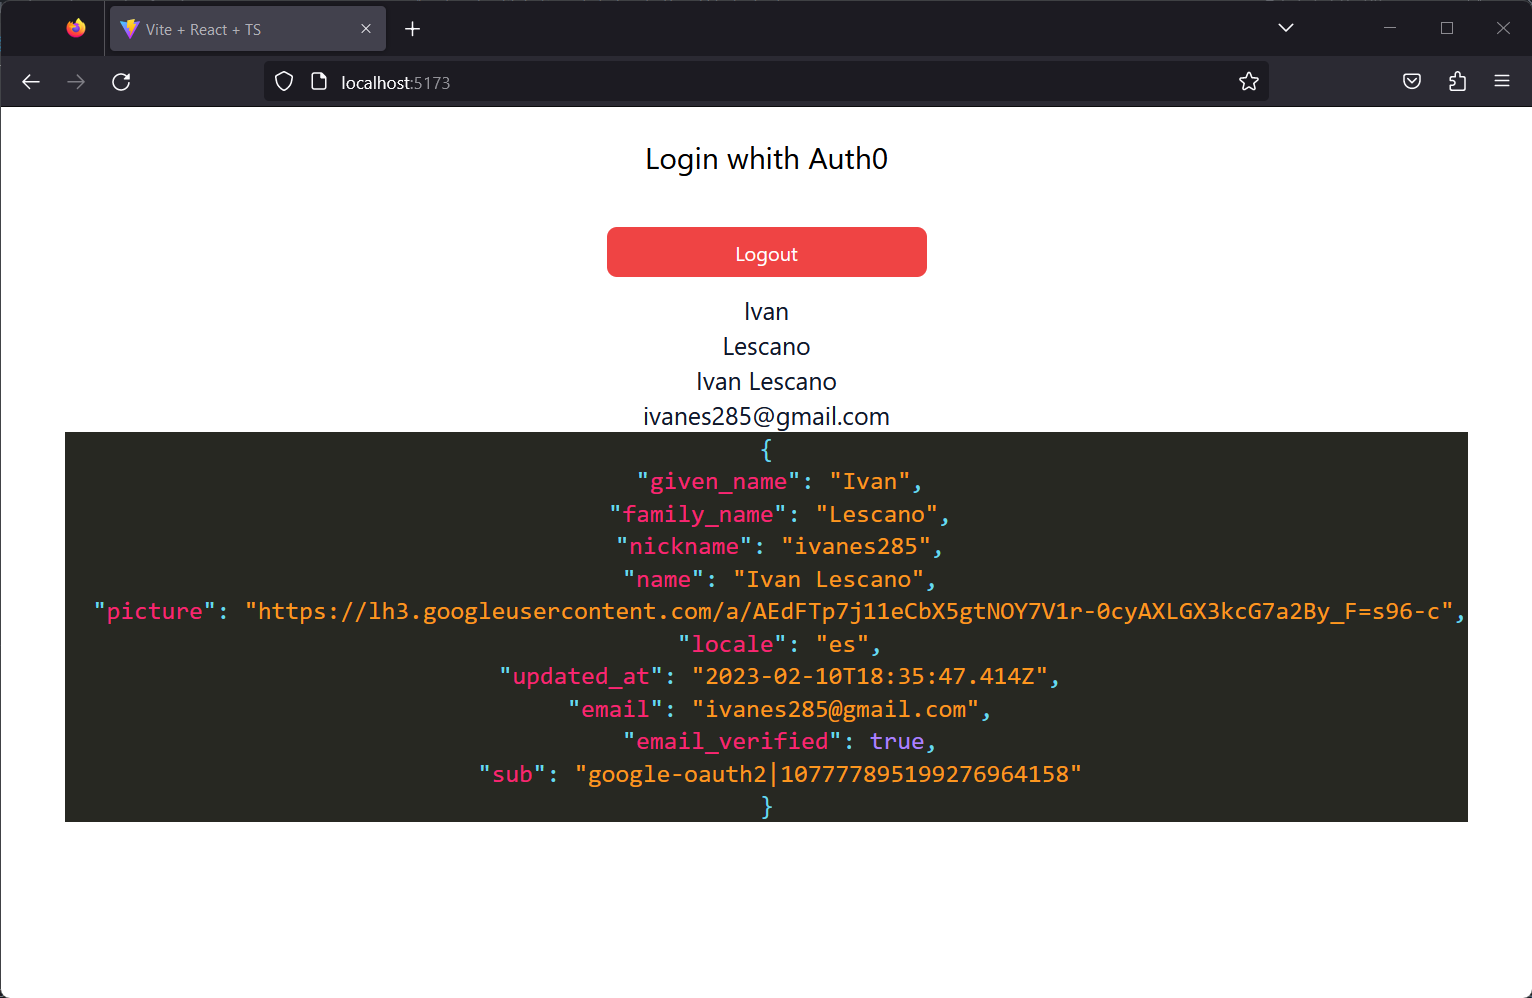 Vite + React + TS
localhost:5173
Login whith Auth0
Logout
Ivan
Lescano
Ivan Lescano
ivanes285@gmail.com
{
"given_name": "Ivan",
"family_name": "Lescano",
"nickname": "ivanes285",
"name": "Ivan Lescano",
"picture": "https://lh3.googleusercontent.com/a/AEdFTp7j11eCbX5gtNOY7V1r-0cyAXLGX3kcG7a2By_F=s96-c",
"locale": "es",
"updated_at": "2023-02-10T18:35:47.414Z",
"email": "ivanes285@gmail.com",
"email_verified": true,
"sub": "google-oauth2|107777895199276964158"
}